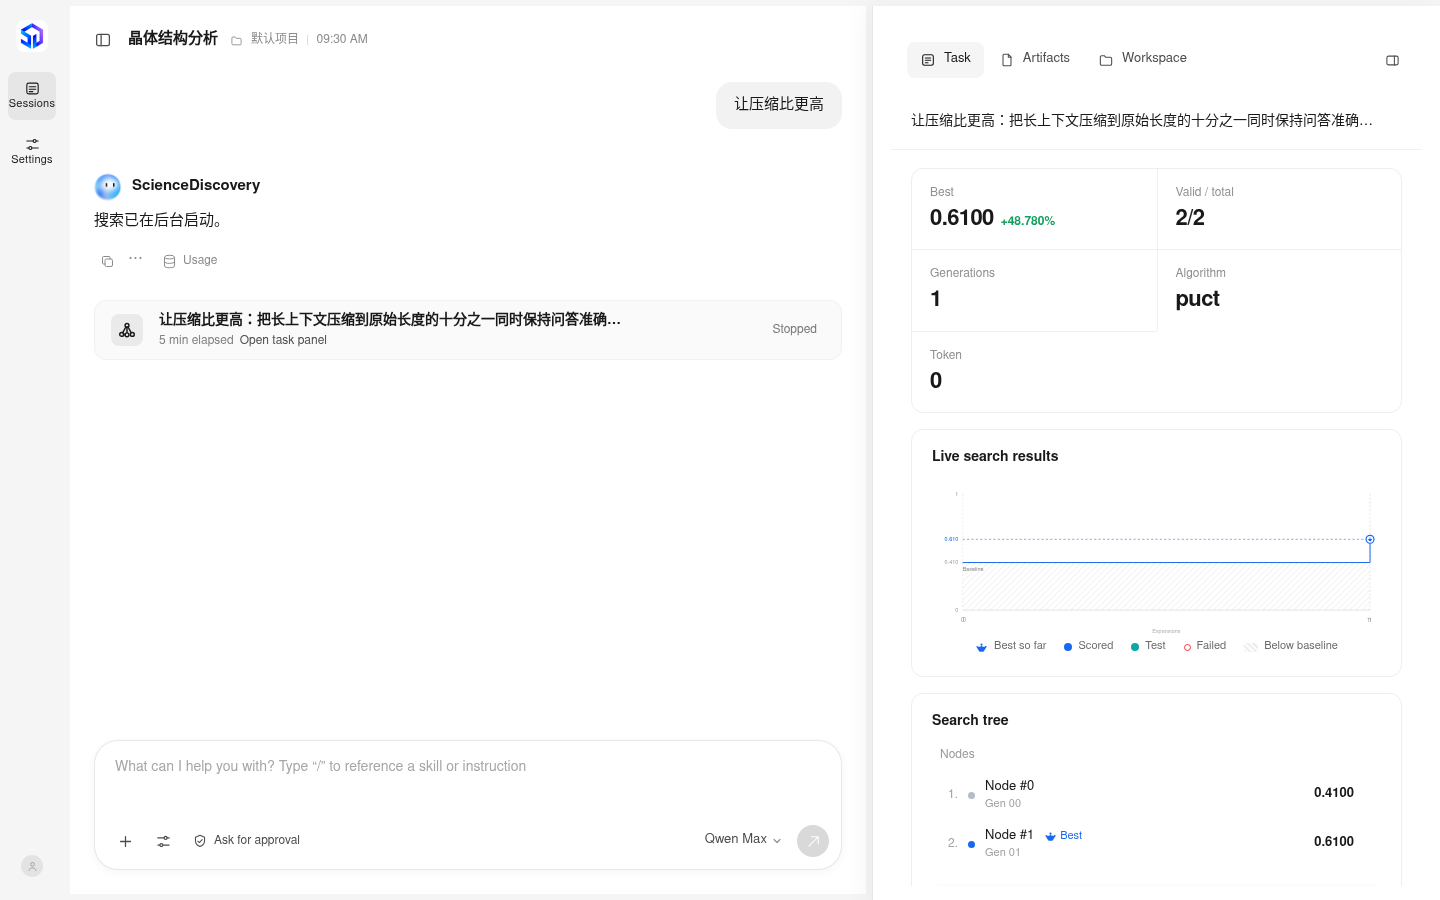 Sessions
Settings
晶体结构分析 默认项目 09:30 AM
让压缩比更高
ScienceDiscovery
搜索已在后台启动。
Usage
让压缩比更高：把长上下文压缩到原始长度的十分之一同时保持问答准确…
5 min elapsed Open task panel
Stopped
What can I help you with? Type “/” to reference a skill or instruction
Ask for approval
Qwen Max
Task Artifacts Workspace
让压缩比更高：把长上下文压缩到原始长度的十分之一同时保持问答准确…
Best
0.6100 +48.780%
Valid / total
2/2
Generations
1
Algorithm
puct
Token
0
Live search results
1
0.610
0.410
Baseline
0
Expansions
Best so far Scored Test Failed Below baseline
Search tree
Nodes
1. Node #0 0.4100
Gen 00
2. Node #1 Best 0.6100
Gen 01